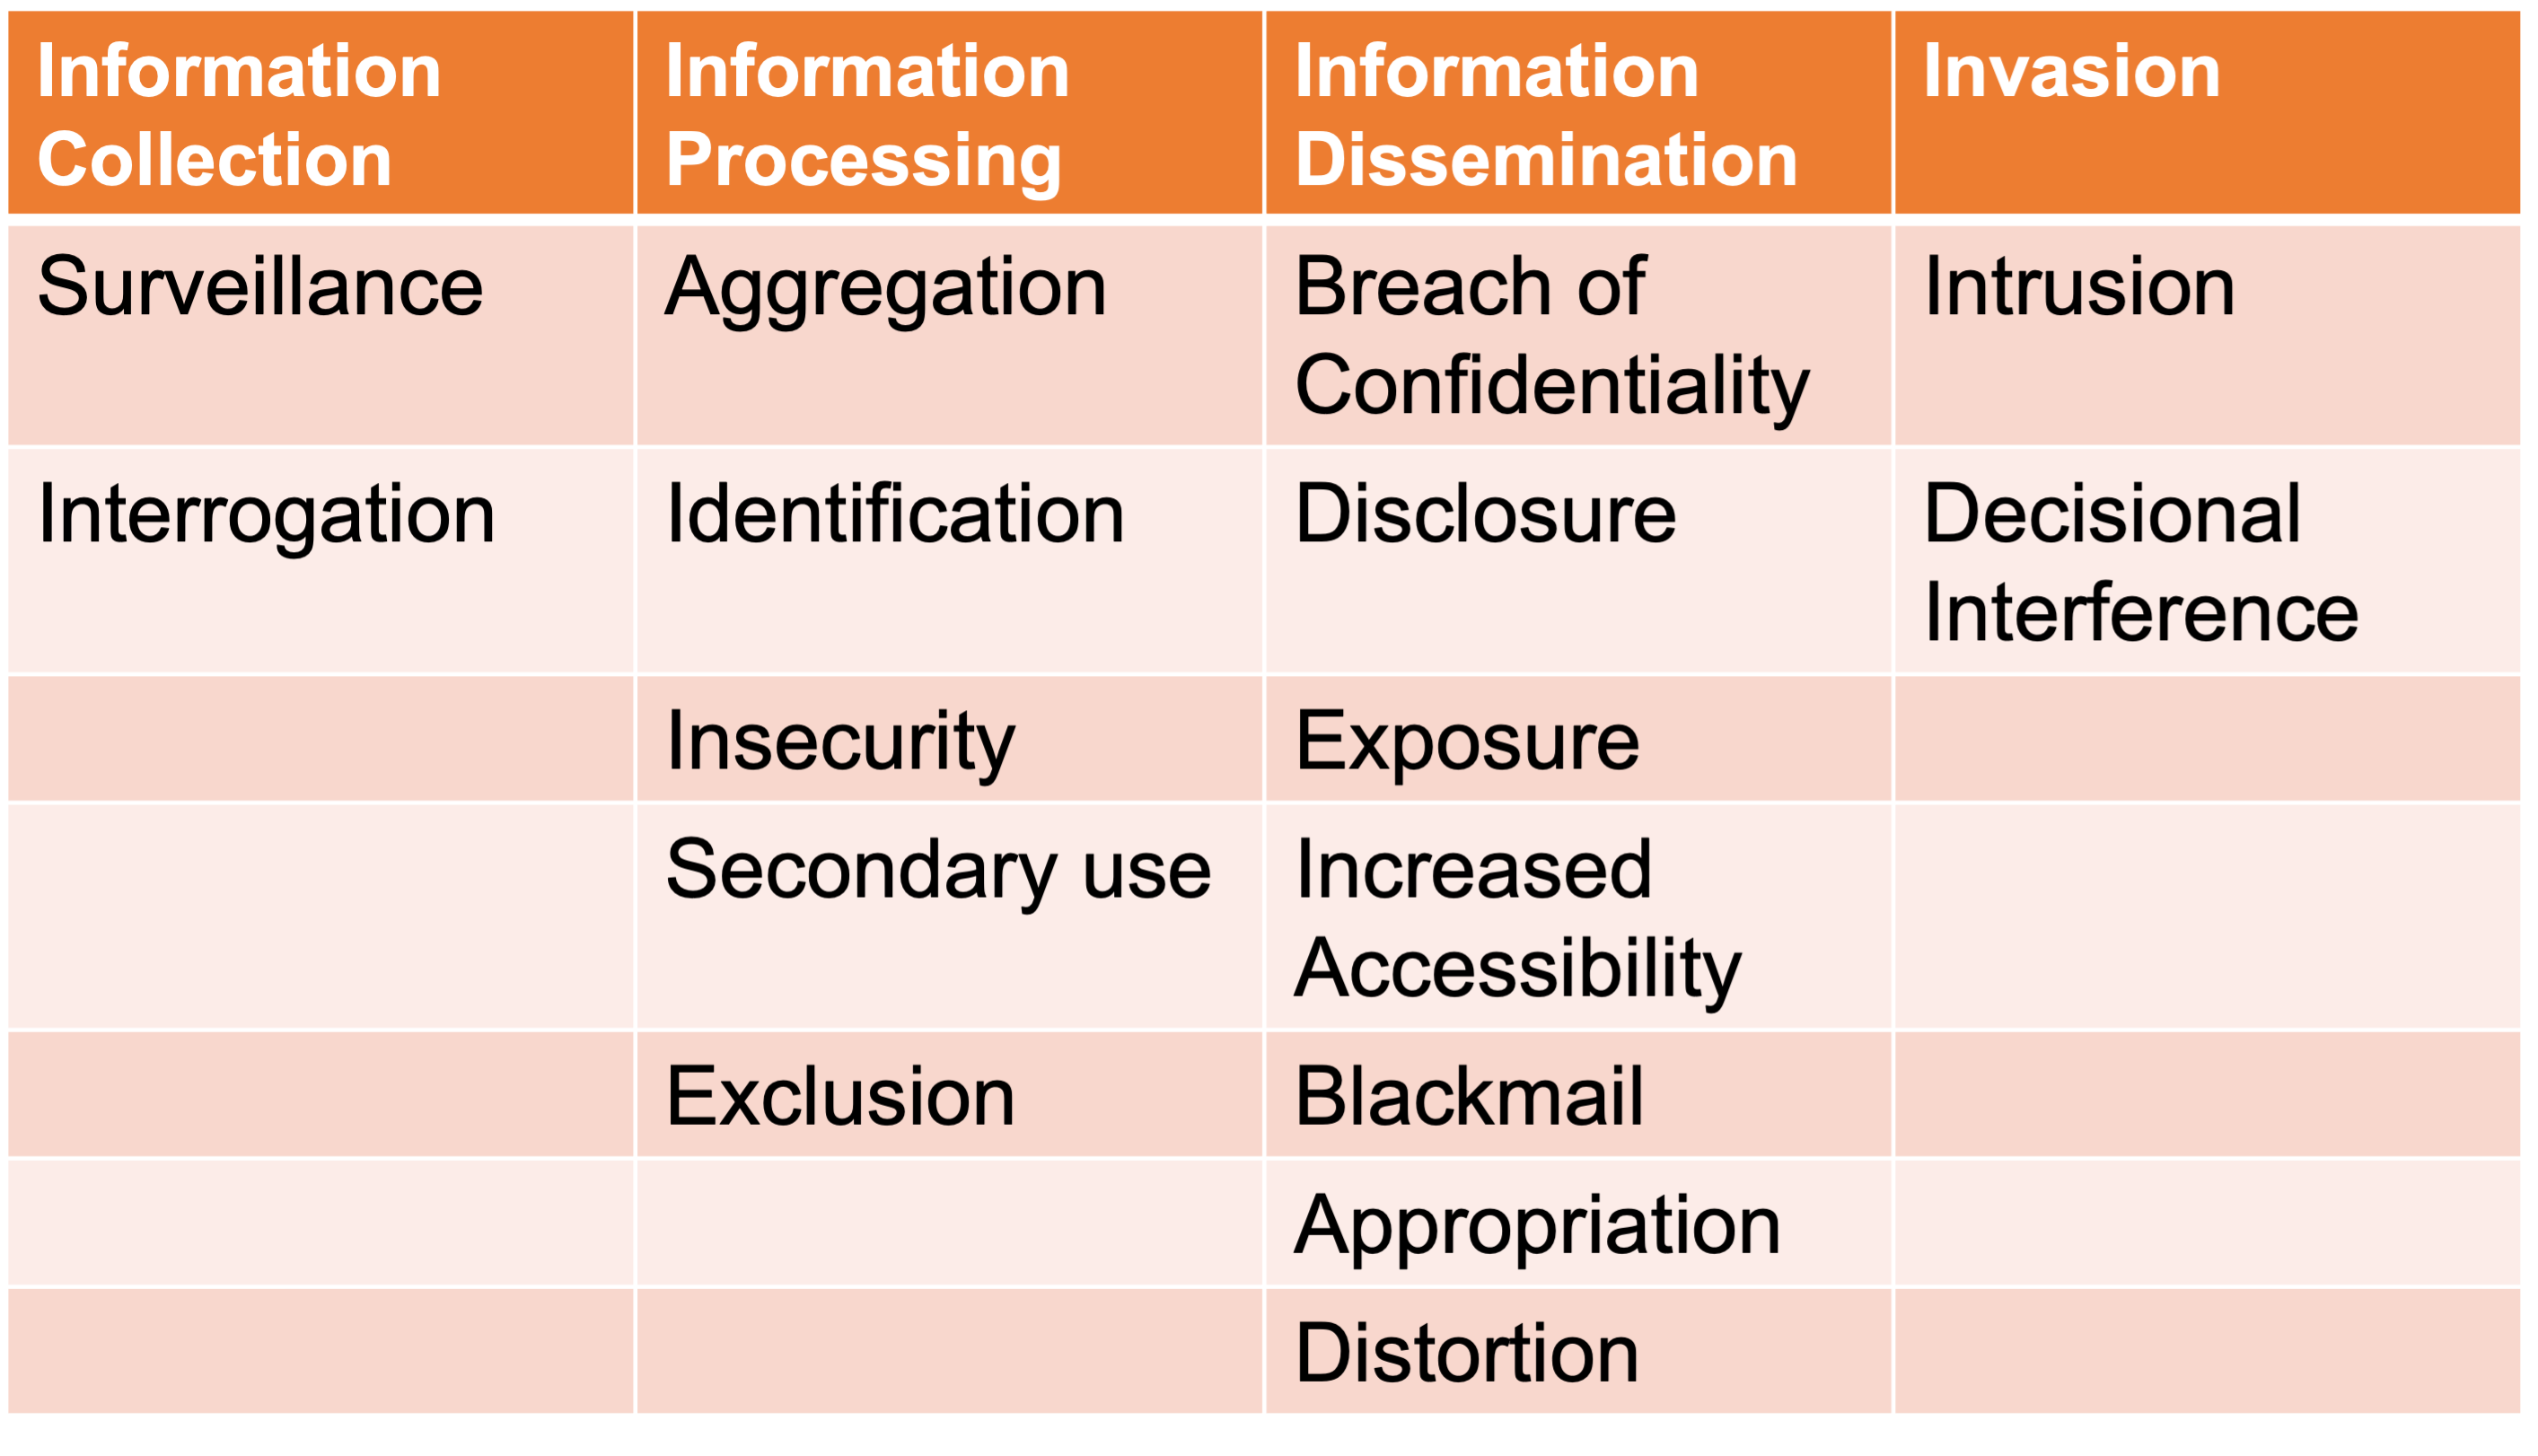 Information
Collection
Information
Processing
Information
Dissemination
Invasion
Surveillance
Aggregation
Breach of
Confidentiality
Intrusion
Interrogation
Identification
Disclosure
Decisional
Interference
Insecurity
Exposure
Secondary use
Increased
Accessibility
Exclusion
Blackmail
Appropriation
Distortion